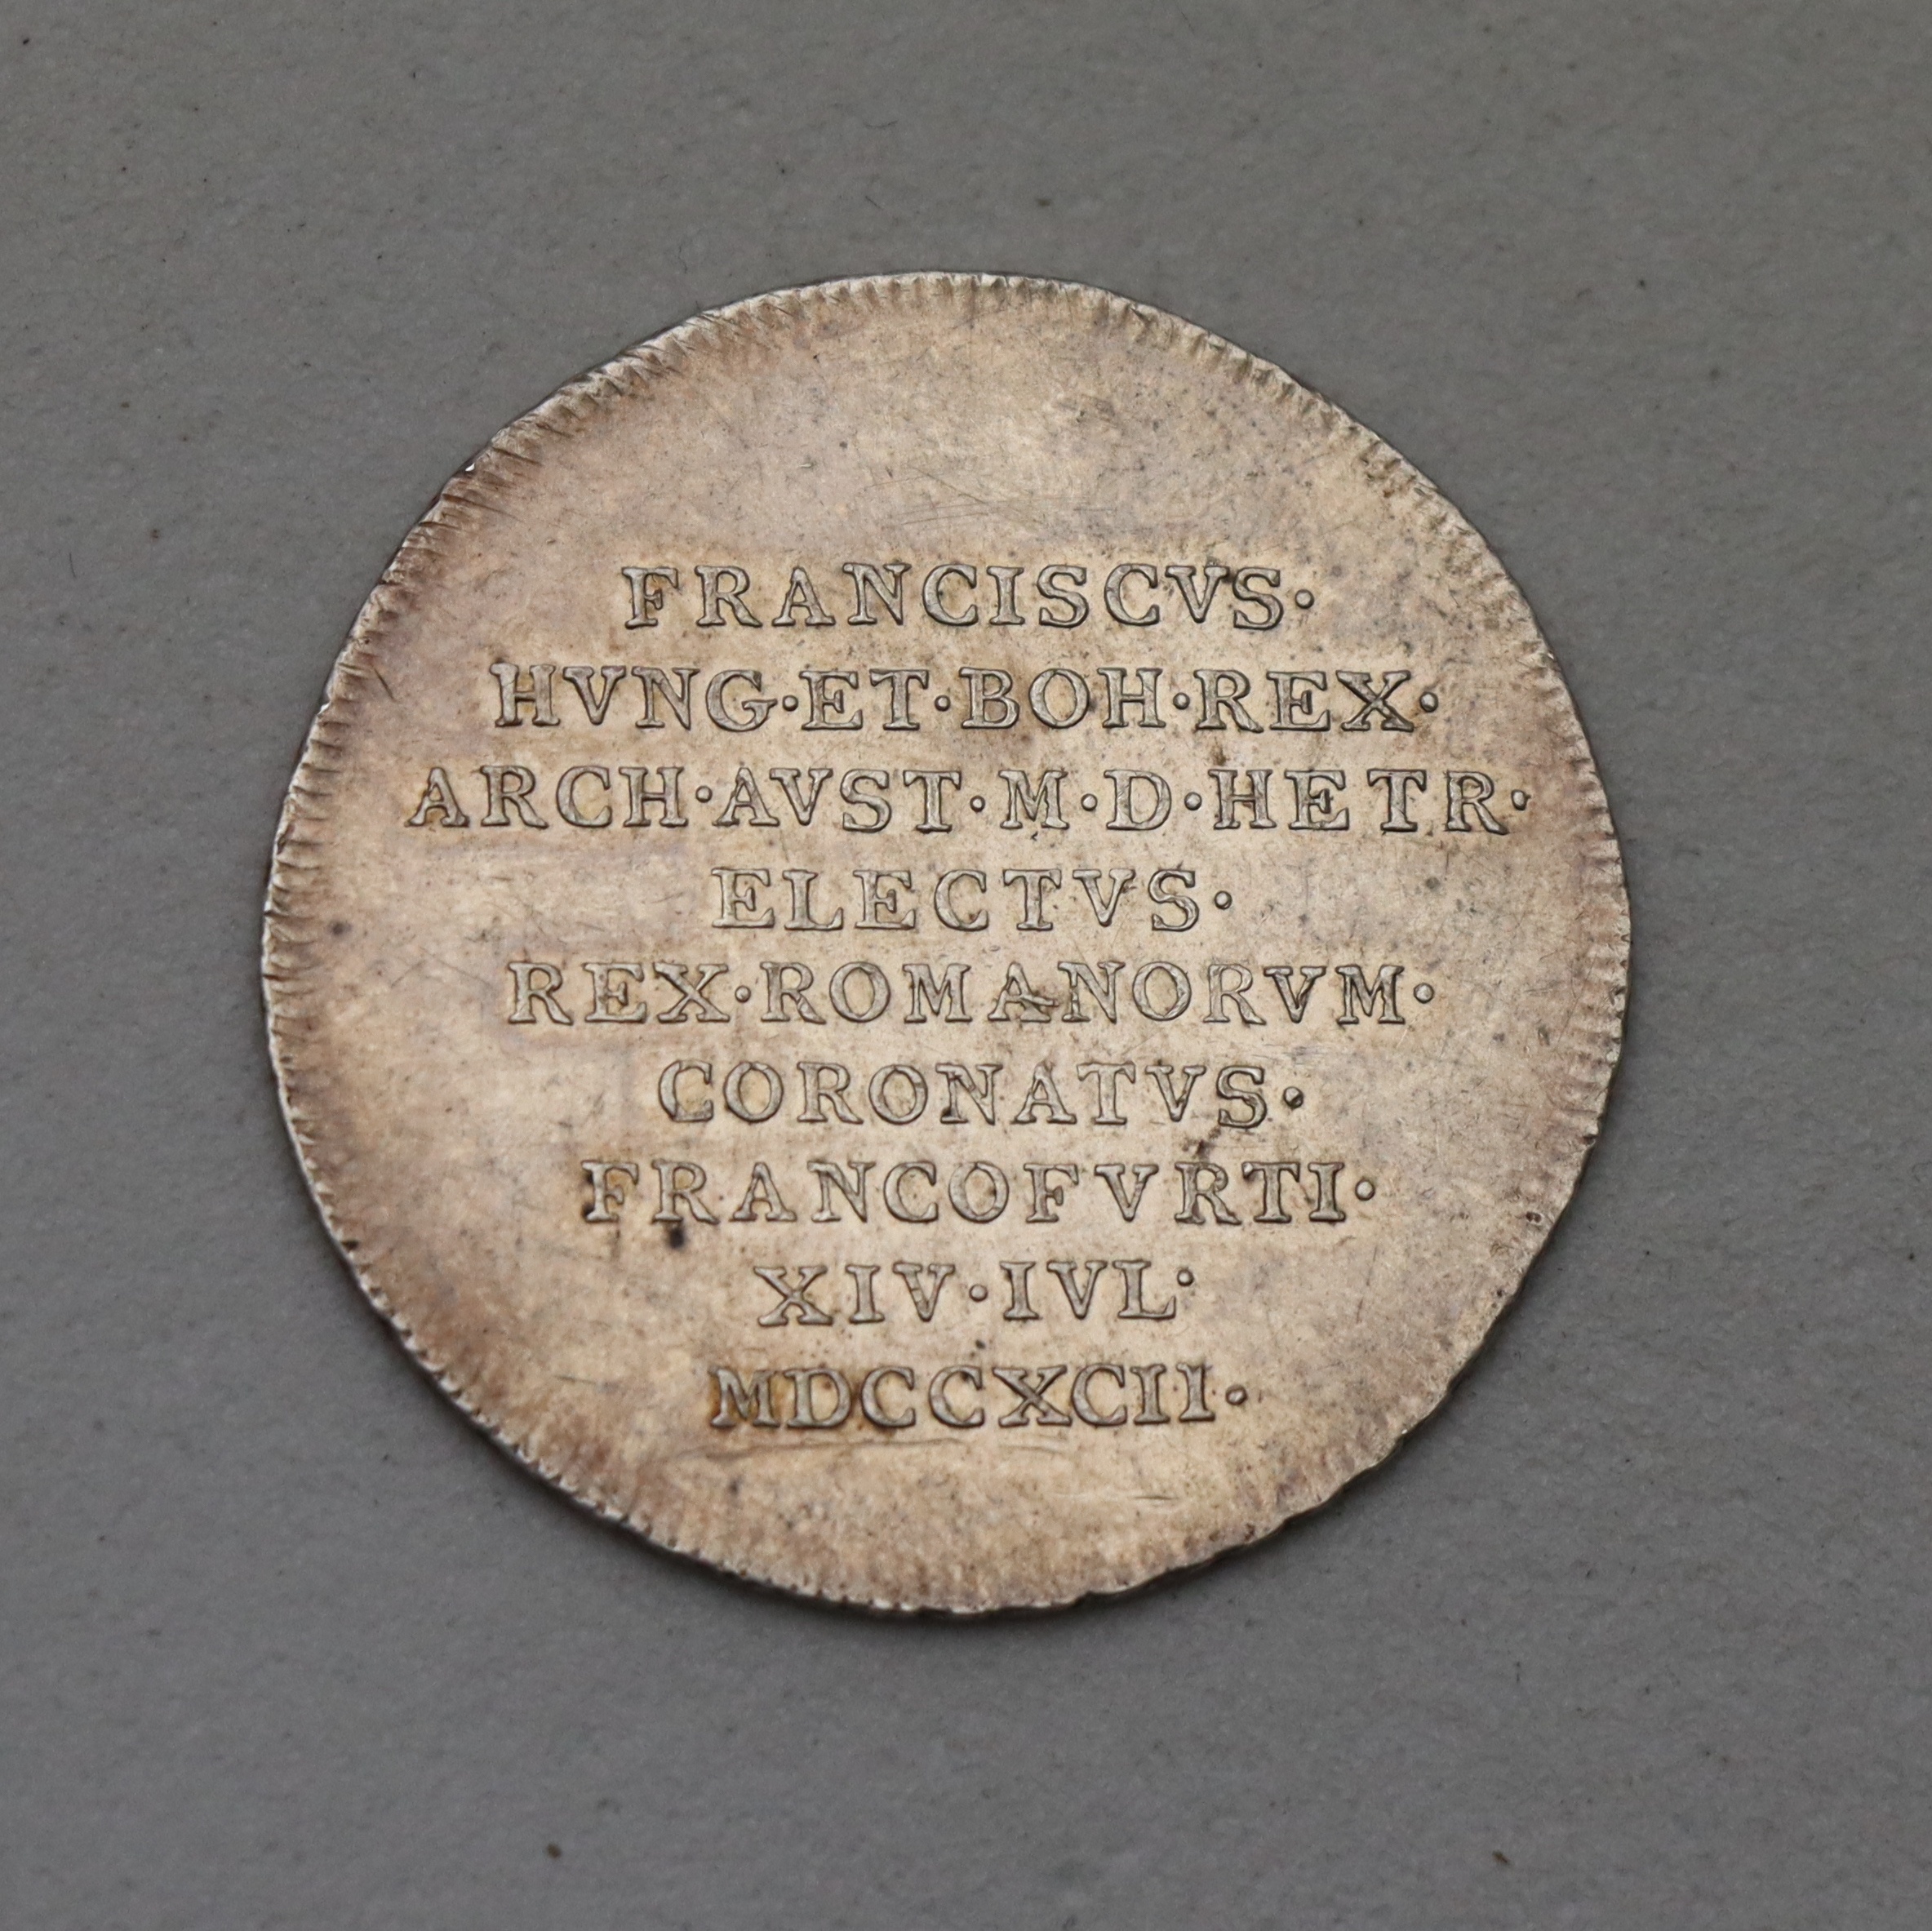 FRANCISCVS·
HVNG·ET·BOH·REX·
ARCH·AVST·M·D·HETR·
ELECTVS·
REX·ROMANORVM·
CORONATVS·
FRANCOFVRTI·
XIV·IVL·
MDCCXCII·